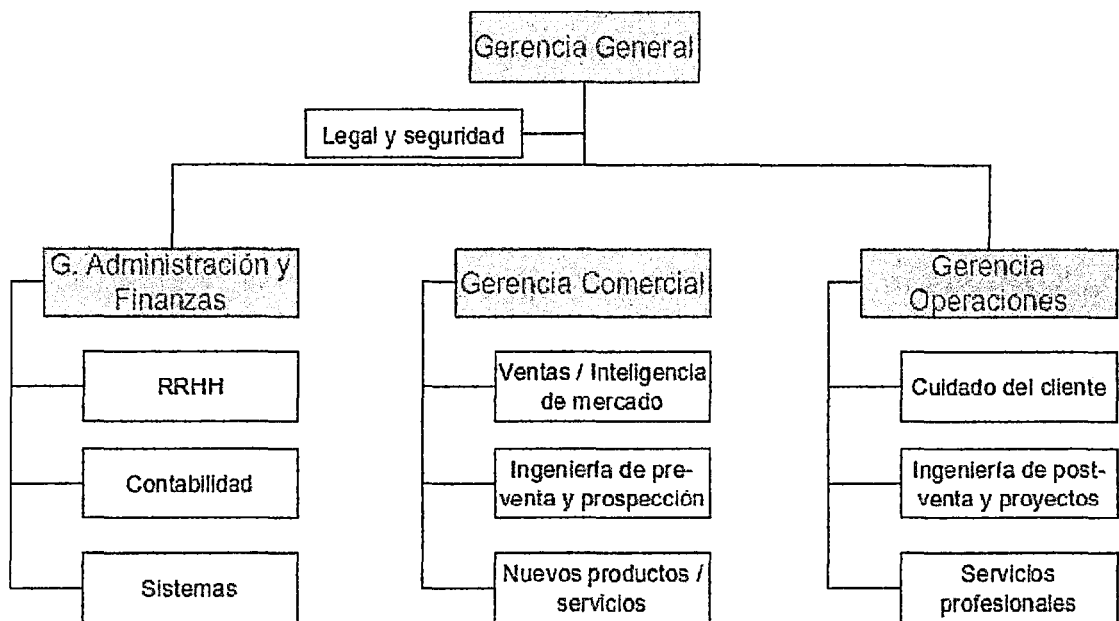 Gerencia General
Legal y seguridad
G. Administración y
Finanzas
RRHH
Contabilidad
Sistemas
Gerencia Comercial
Ventas / Inteligencia
de mercado
Ingeniería de pre-
venta y prospección
Nuevos productos /
servicios
Gerencia
Operaciones
Cuidado del cliente
Ingeniería de post-
venta y proyectos
Servicios
profesionales